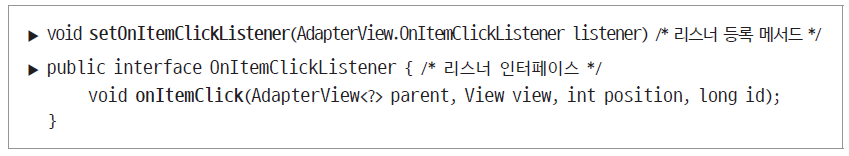 ▶ void setOnItemClickListener(AdapterView.OnItemClickListener listener) /* 리스너 등록 메서드 */
▶ public interface OnItemClickListener { /* 리스너 인터페이스 */
void onItemClick(AdapterView<?> parent, View view, int position, long id);
}